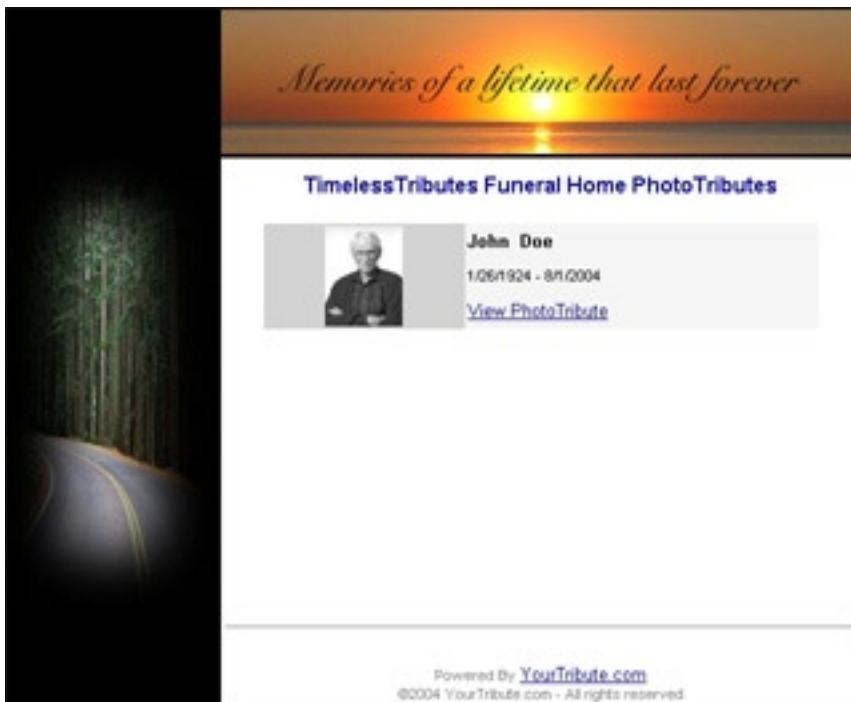 Memories of a lifetime that last forever
TimelessTributes Funeral Home PhotoTributes
John Doe
1/26/1924 - 8/1/2004
View PhotoTribute
Powered By YourTribute.com
©2004 YourTribute.com - All rights reserved